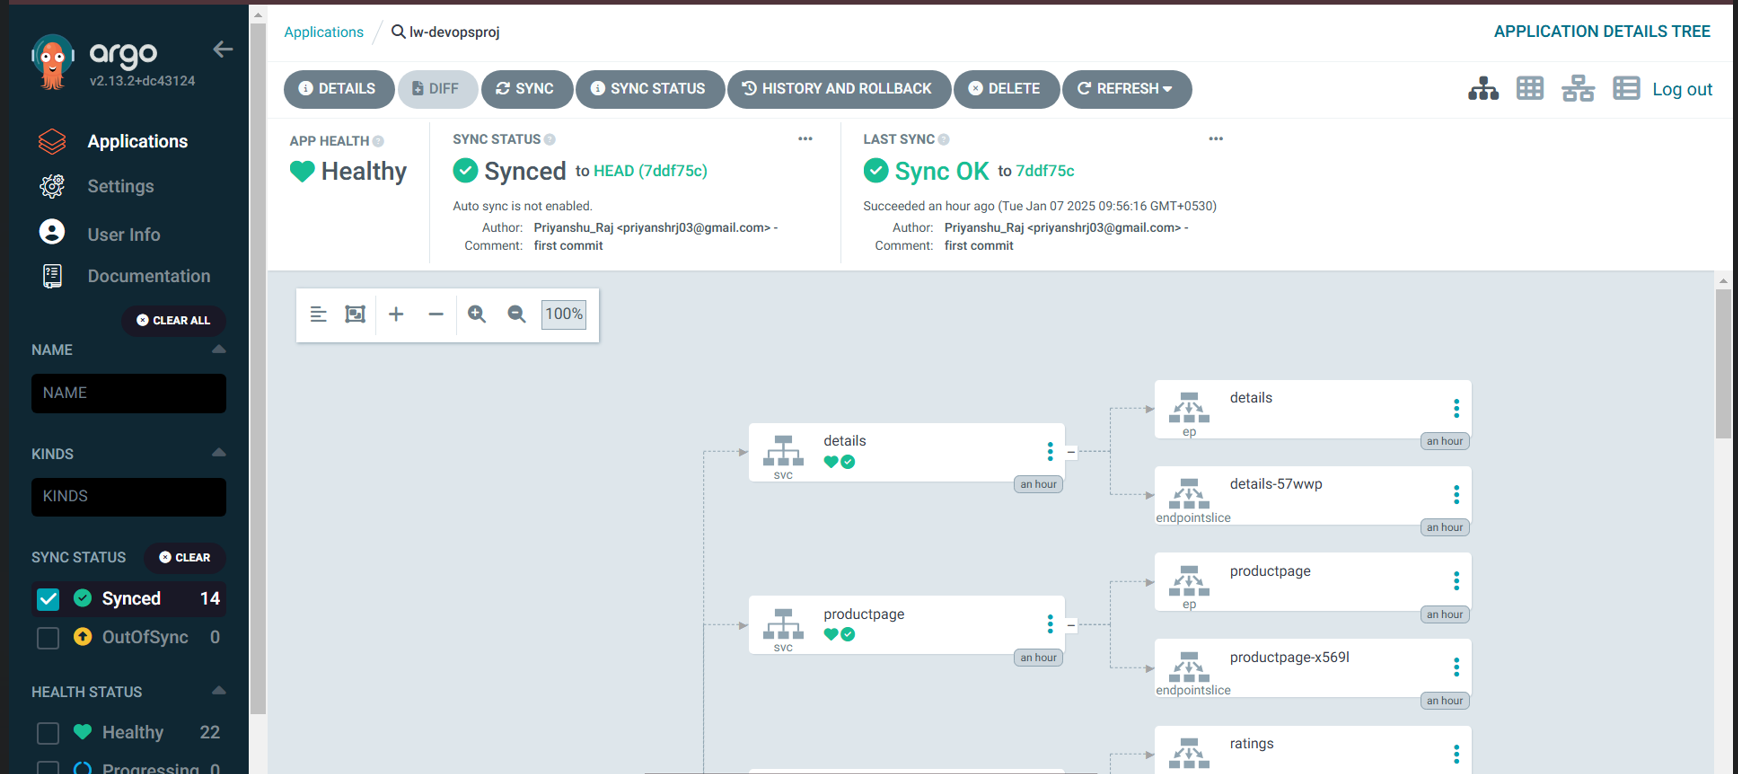 argo
v2.13.2+dc43124
Applications
Settings
User Info
Documentation
CLEAR ALL
NAME
NAME
KINDS
KINDS
SYNC STATUS CLEAR
Synced 14
OutOfSync 0
HEALTH STATUS
Healthy 22
Progressing 0
Applications / lw-devopsproj
APPLICATION DETAILS TREE
DETAILS DIFF SYNC SYNC STATUS HISTORY AND ROLLBACK DELETE REFRESH
Log out
APP HEALTH
Healthy
SYNC STATUS
Synced to HEAD (7ddf75c)
Auto sync is not enabled.
Author: Priyanshu_Raj <priyanshrj03@gmail.com> -
Comment: first commit
LAST SYNC
Sync OK to 7ddf75c
Succeeded an hour ago (Tue Jan 07 2025 09:56:16 GMT+0530)
Author: Priyanshu_Raj <priyanshrj03@gmail.com> -
Comment: first commit
100%
details
svc
an hour
details
ep
an hour
details-57wwp
endpointslice
an hour
productpage
svc
an hour
productpage
ep
an hour
productpage-x569l
endpointslice
an hour
ratings